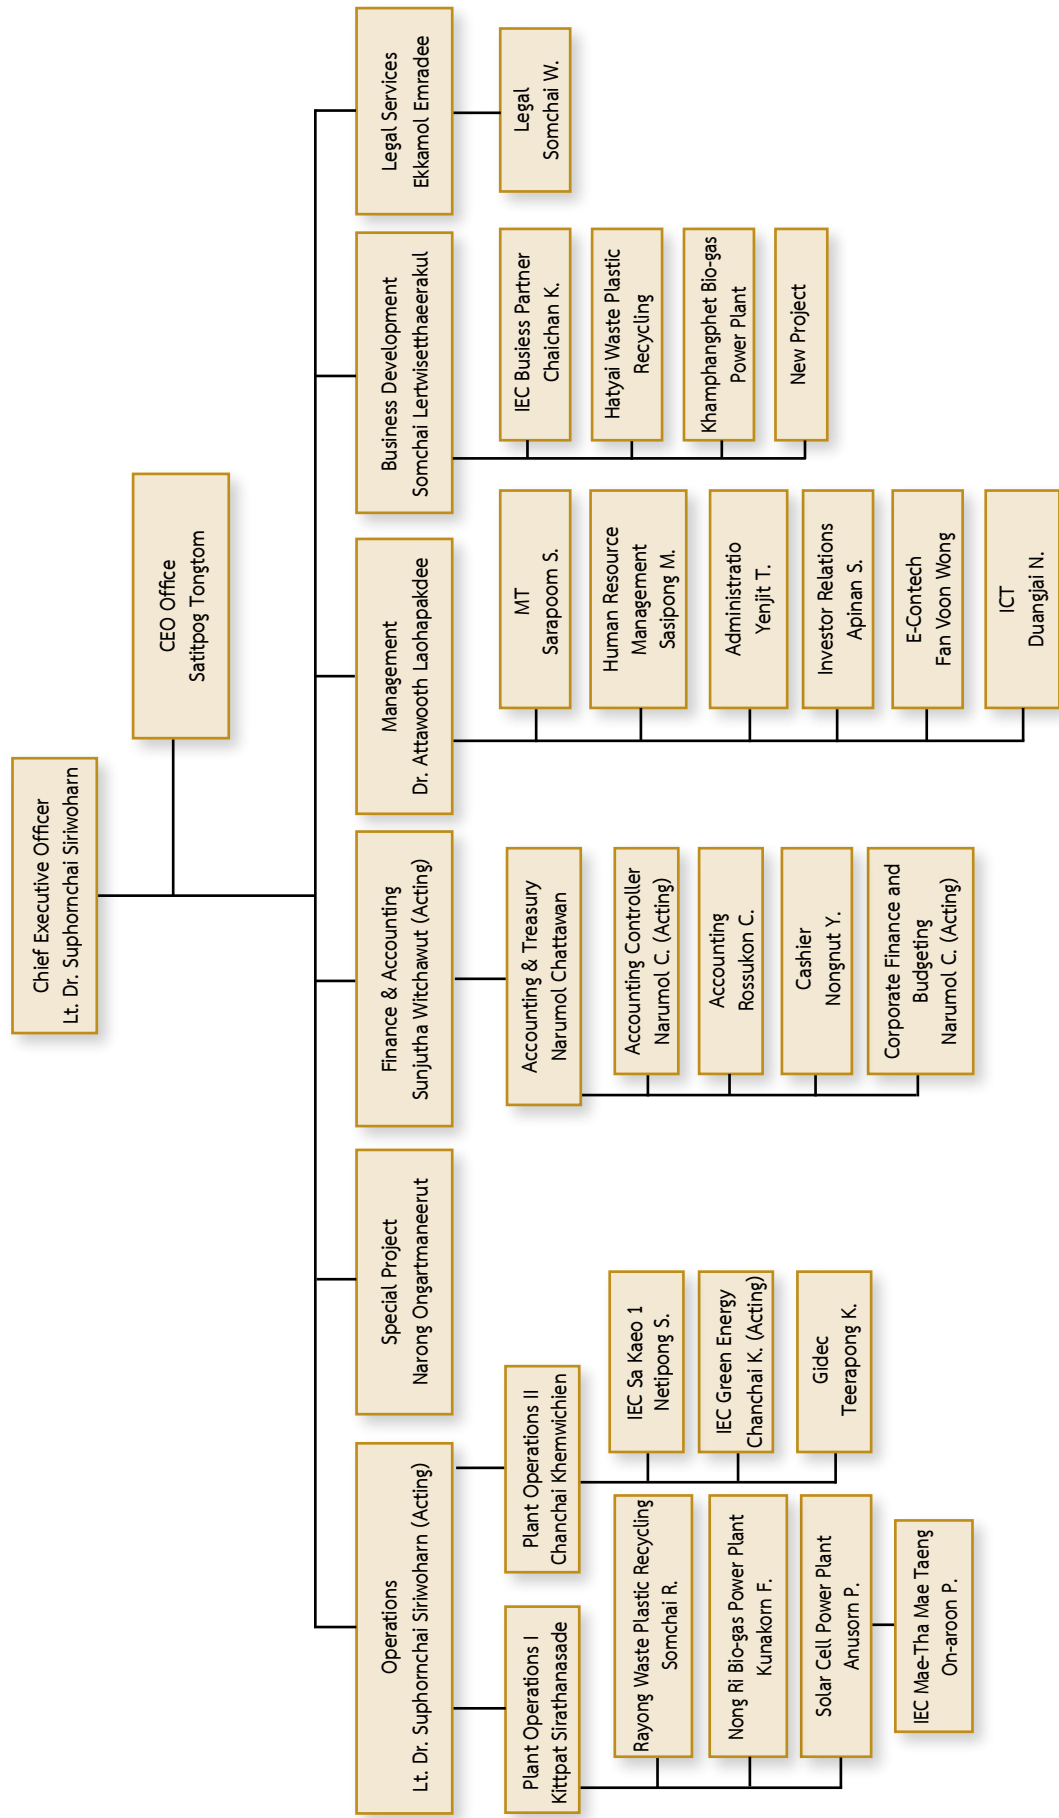 Chief Executive Officer
Lt. Dr. Suphornchai Siriwoharn
CEO Office
Satitpog Tongtom
Operations
Lt. Dr. Suphornchai Siriwoharn (Acting)
Special Project
Narong Ongartmaneerut
Finance & Accounting
Sunjutha Witchawut (Acting)
Management
Dr. Attawooth Laohapakdee
Business Development
Somchai Lertwisetthaeerakul
Legal Services
Ekkamol Emradee
Plant Operations I
Kittpat Sirathanasade
Rayong Waste Plastic Recycling
Somchai R.
Nong Ri Bio-gas Power Plant
Kunakorn F.
Solar Cell Power Plant
Anusorn P.
IEC Mae-Tha Mae Taeng
On-aroon P.
Plant Operations II
Chanchai Khemwichien
IEC Sa Kaeo 1
Netipong S.
IEC Green Energy
Chanchai K. (Acting)
Gidec
Teerapong K.
Accounting & Treasury
Narumol Chattawan
Accounting Controller
Narumol C. (Acting)
Accounting
Rossukon C.
Cashier
Nongnut Y.
Corporate Finance and
Budgeting
Narumol C. (Acting)
MT
Sarapoom S.
Human Resource
Management
Sasipong M.
Administratio
Yenjit T.
Investor Relations
Apinan S.
E-Contech
Fan Voon Wong
ICT
Duangjai N.
IEC Busiess Partner
Chaichan K.
Hatyai Waste Plastic
Recycling
Khamphangphet Bio-gas
Power Plant
New Project
Legal
Somchai W.